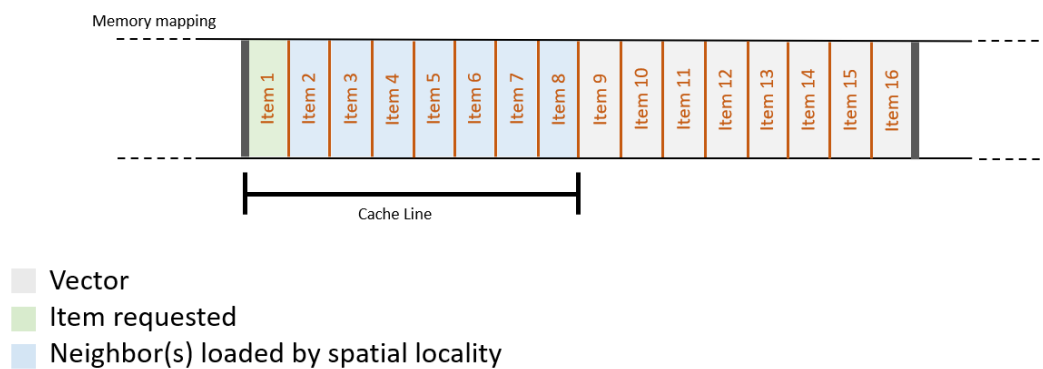 Memory mapping
Item 1
Item 2
Item 3
Item 4
Item 5
Item 6
Item 7
Item 8
Item 9
Item 10
Item 11
Item 12
Item 13
Item 14
Item 15
Item 16
Cache Line
Vector
Item requested
Neighbor(s) loaded by spatial locality